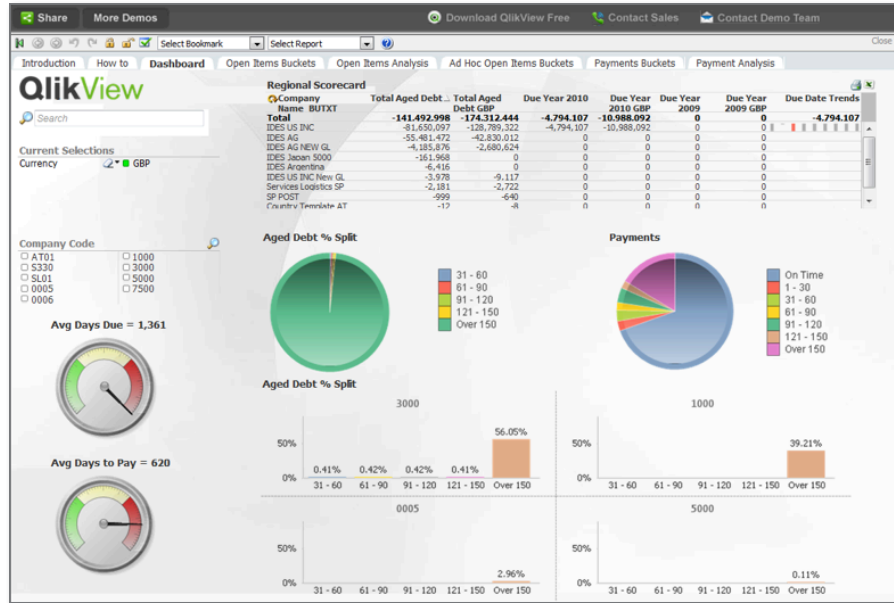 Share More Demos Download QlikView Free Contact Sales Contact Demo Team
Select Bookmark Select Report Close
Introduction How to Dashboard Open Items Buckets Open Items Analysis Ad Hoc Open Items Buckets Payments Buckets Payment Analysis
QlikView
Search
Current Selections
Currency GBP
Regional Scorecard
Company Total Aged Debt... Total Aged Due Year 2010 Due Year Due Year Due Year Due Date Trends
Name BUTXT Debt GBP 2010 GBP 2009 2009 GBP
Total -141.492.998 -174.312.444 -4.794.107 -10.988.092 0 0 -4.794.107
IDES US INC -81,650,097 -128,789,322 -4,794,107 -10,988,092 0 0
IDES AG -55.481.472 -42.830.012 0 0 0 0
IDES AG NEW GL -4,185,876 -2,680,624 0 0 0 0
IDES Japan 5000 -161.968 0 0 0 0 0
IDES Argentina -6,416 0 0 0 0 0
IDES US INC New GL -3.978 -9.117 0 0 0 0
Services Logistics SP -2,181 -2,722 0 0 0 0
SP POST -999 -640 0 0 0 0
Country Template AT -12 -8 0 0 0 0
Company Code
AT01 1000
S330 3000
SL01 5000
0005 7500
0006
Aged Debt % Split
31 - 60
61 - 90
91 - 120
121 - 150
Over 150
Payments
On Time
1 - 30
31 - 60
61 - 90
91 - 120
121 - 150
Over 150
Avg Days Due = 1,361
Avg Days to Pay = 620
Aged Debt % Split
3000
56.05%
50%
0.41% 0.42% 0.42% 0.41%
0%
31 - 60 61 - 90 91 - 120 121 - 150 Over 150
1000
50%
39.21%
0%
31 - 60 61 - 90 91 - 120 121 - 150 Over 150
0005
50%
2.96%
0%
31 - 60 61 - 90 91 - 120 121 - 150 Over 150
5000
50%
0.11%
0%
31 - 60 61 - 90 91 - 120 121 - 150 Over 150